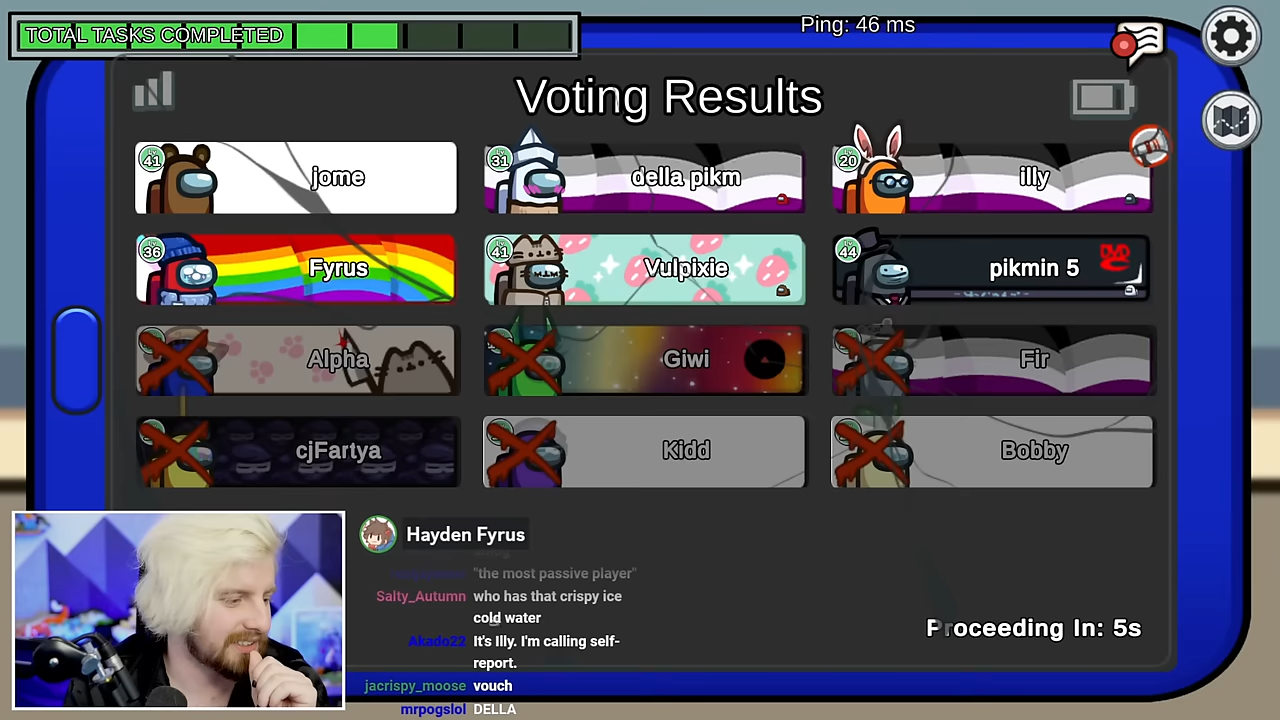 TOTAL TASKS COMPLETED
Ping: 46 ms
Voting Results
41
jome
31
della pikm
20
illy
36
Fyrus
41
Vulpixie
44
pikmin 5
DVD
Alpha
Giwi
Fir
cjFartya
Kidd
Bobby
Hayden Fyrus
"the most passive player"
Salty_Autumn who has that crispy ice
cold water
Akado22 It's Illy. I'm calling self-
report.
jacrispy_moose vouch
mrpogslol DELLA
Proceeding In: 5s